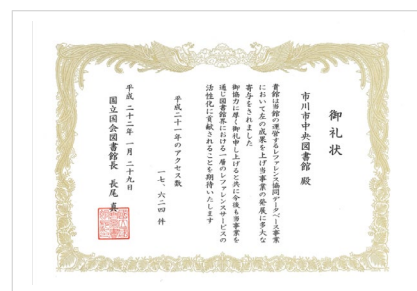 御礼状
市川市中央図書館 殿
貴館は当館の運営するレファレンス協同データベース事業
において左の成果を上げ当事業の発展に多大な
寄与をされました
御協力に厚く御礼申し上げると共に今後も当事業を
通じ図書館界における一層のレファレンスサービスの
活性化に貢献されることを期待いたします
平成二十一年のアクセス数
一七、六二四 件
平成二十二年一月二十九日
国立国会図書館長 長尾 真